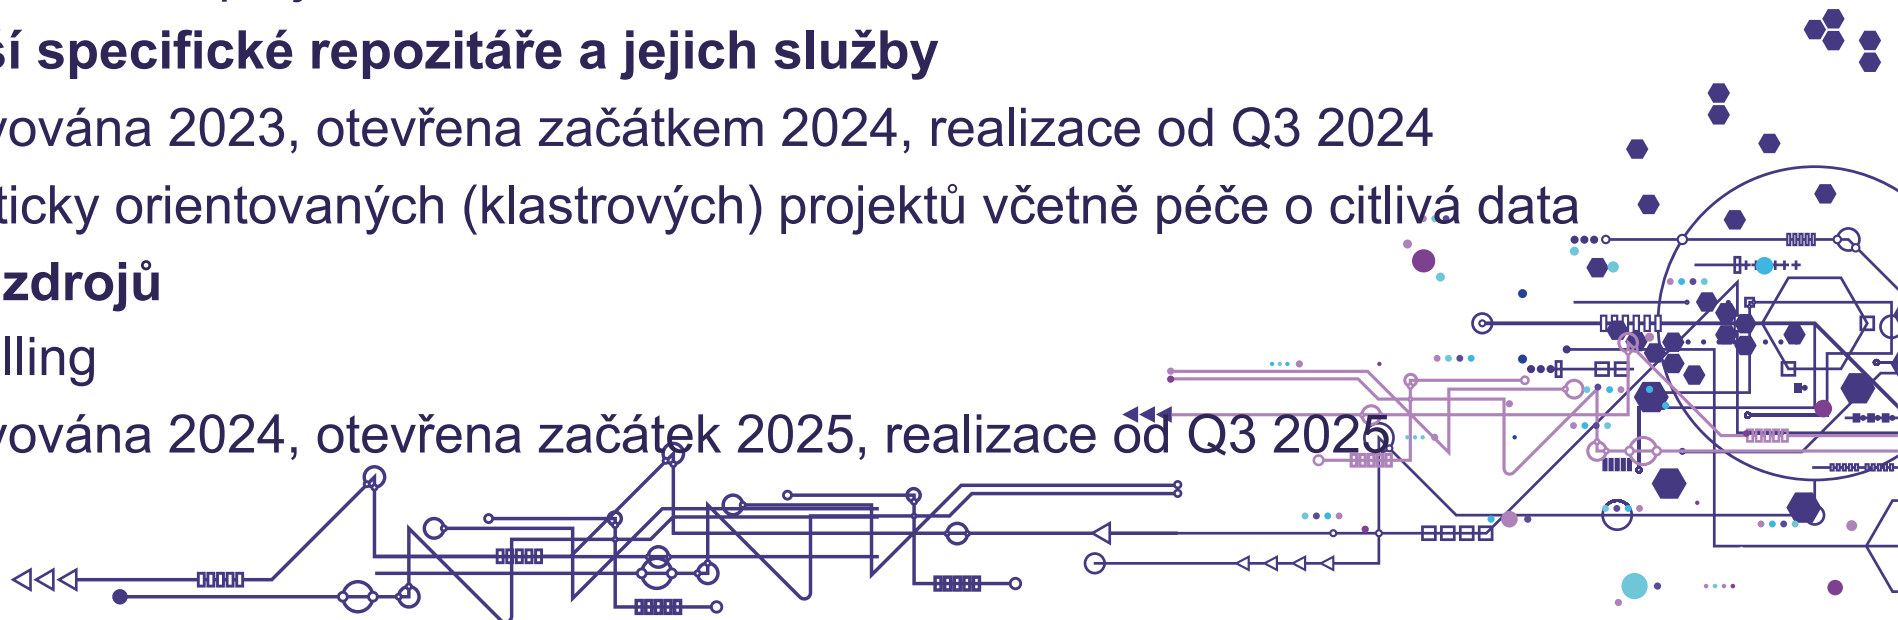 ší specifické repozitáře a jejich služby
vována 2023, otevřena začátkem 2024, realizace od Q3 2024
ticky orientovaných (klastrových) projektů včetně péče o citlivá data
zdrojů
lling
vována 2024, otevřena začátek 2025, realizace od Q3 2025